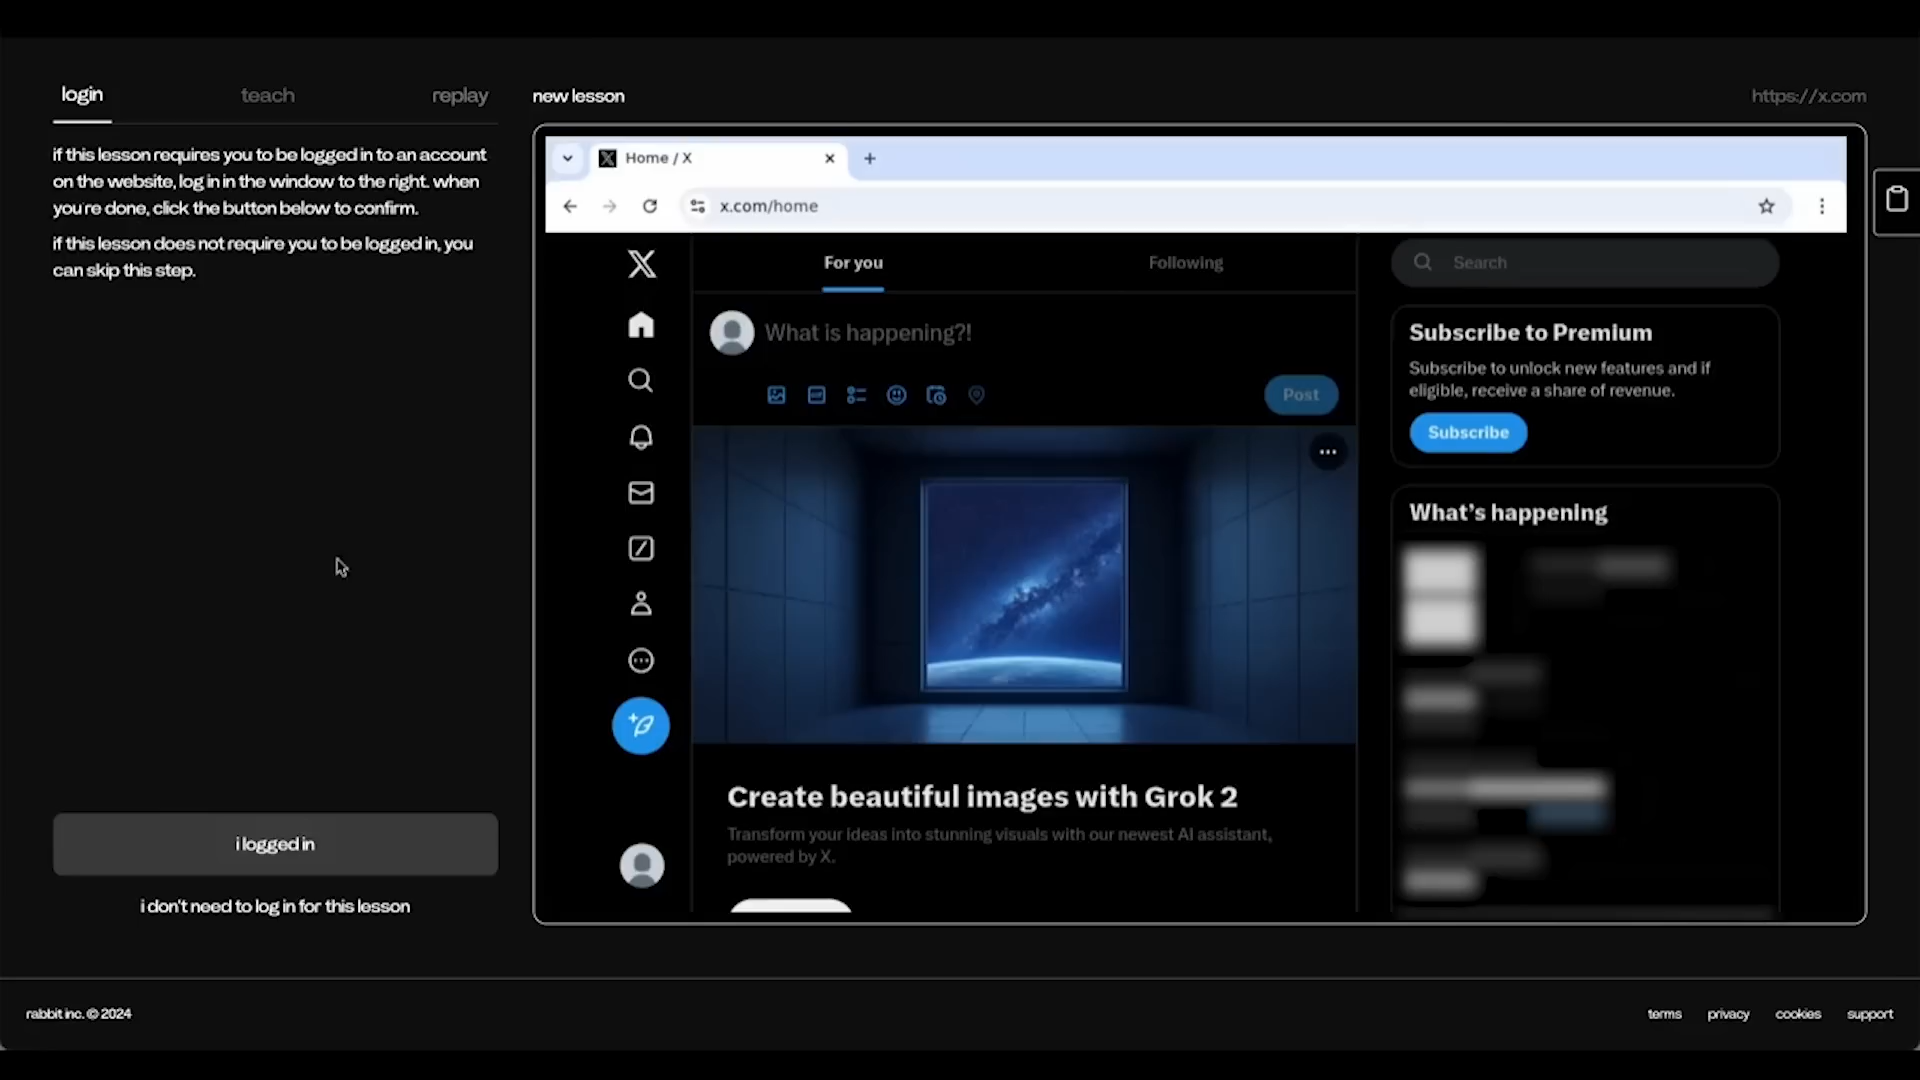 login
teach
replay
new lesson
https://x.com
if this lesson requires you to be logged in to an account
on the website, log in in the window to the right. when
you're done, click the button below to confirm.
if this lesson does not require you to be logged in, you
can skip this step.
i logged in
i don't need to log in for this lesson
Home / X
x.com/home
For you
Following
What is happening?!
Post
Create beautiful images with Grok 2
Transform your ideas into stunning visuals with our newest AI assistant,
powered by X.
Search
Subscribe to Premium
Subscribe to unlock new features and if
eligible, receive a share of revenue.
Subscribe
What's happening
rabbit inc. © 2024
terms
privacy
cookies
support